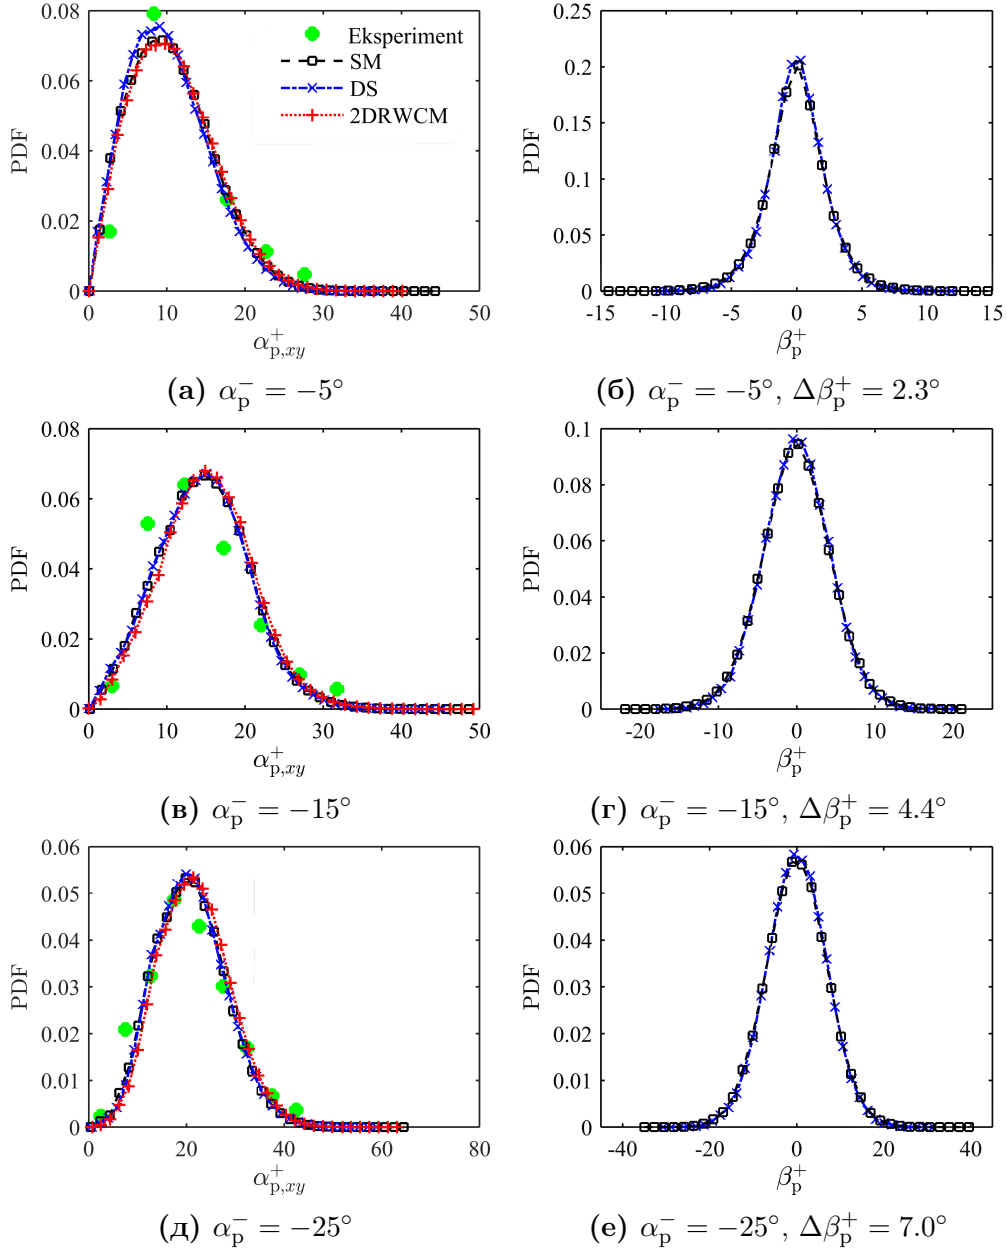 0.08
0.06
0.04
0.02
0
PDF
Eksperiment
SM
DS
2DRWCM
0 10 20 30 40 50
α⁺p,xy
(а) α⁻p = −5°
0.25
0.2
0.15
0.1
0.05
0
PDF
-15 -10 -5 0 5 10 15
β⁺p
(б) α⁻p = −5°, Δβ⁺p = 2.3°
0.08
0.06
0.04
0.02
0
PDF
0 10 20 30 40 50
α⁺p,xy
(в) α⁻p = −15°
0.1
0.08
0.06
0.04
0.02
0
PDF
-20 -10 0 10 20
β⁺p
(г) α⁻p = −15°, Δβ⁺p = 4.4°
0.06
0.05
0.04
0.03
0.02
0.01
0
PDF
0 20 40 60 80
α⁺p,xy
(д) α⁻p = −25°
0.06
0.05
0.04
0.03
0.02
0.01
0
PDF
-40 -20 0 20 40
β⁺p
(е) α⁻p = −25°, Δβ⁺p = 7.0°